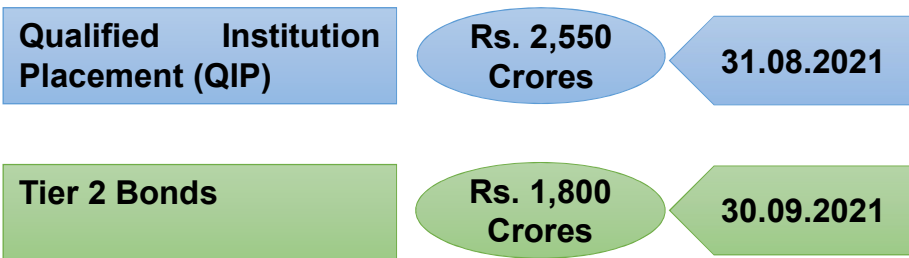 Qualified Institution
Placement (QIP)
Rs. 2,550
Crores
31.08.2021
Tier 2 Bonds
Rs. 1,800
Crores
30.09.2021